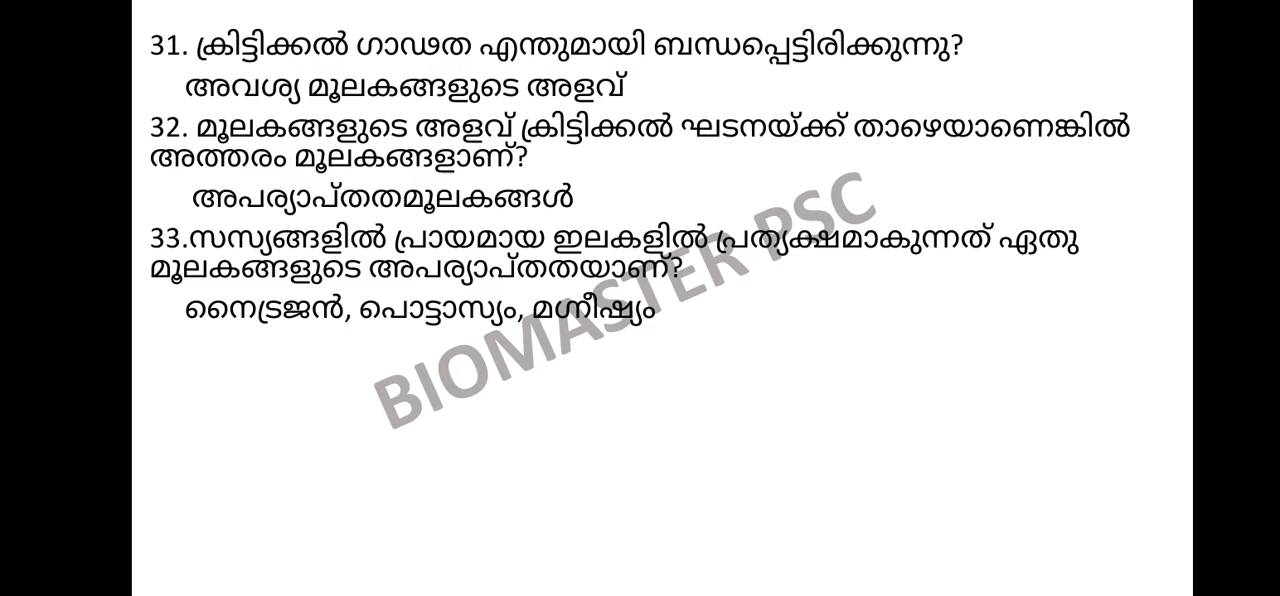 31. ക്രിട്ടിക്കൽ ഗാഢത എന്തുമായി ബന്ധപ്പെട്ടിരിക്കുന്നു?
അവശ്യ മൂലകങ്ങളുടെ അളവ്
32. മൂലകങ്ങളുടെ അളവ് ക്രിട്ടിക്കൽ ഘടനയ്ക്ക് താഴെയാണെങ്കിൽ
അത്തരം മൂലകങ്ങളാണ്?
അപര്യാപ്തതമൂലകങ്ങൾ
33.സസ്യങ്ങളിൽ പ്രായമായ ഇലകളിൽ പ്രത്യക്ഷമാകുന്നത് ഏതു
മൂലകങ്ങളുടെ അപര്യാപ്തതയാണ്?
നൈട്രജൻ, പൊട്ടാസ്യം, മഗ്നീഷ്യം
BIOMASTER PSC